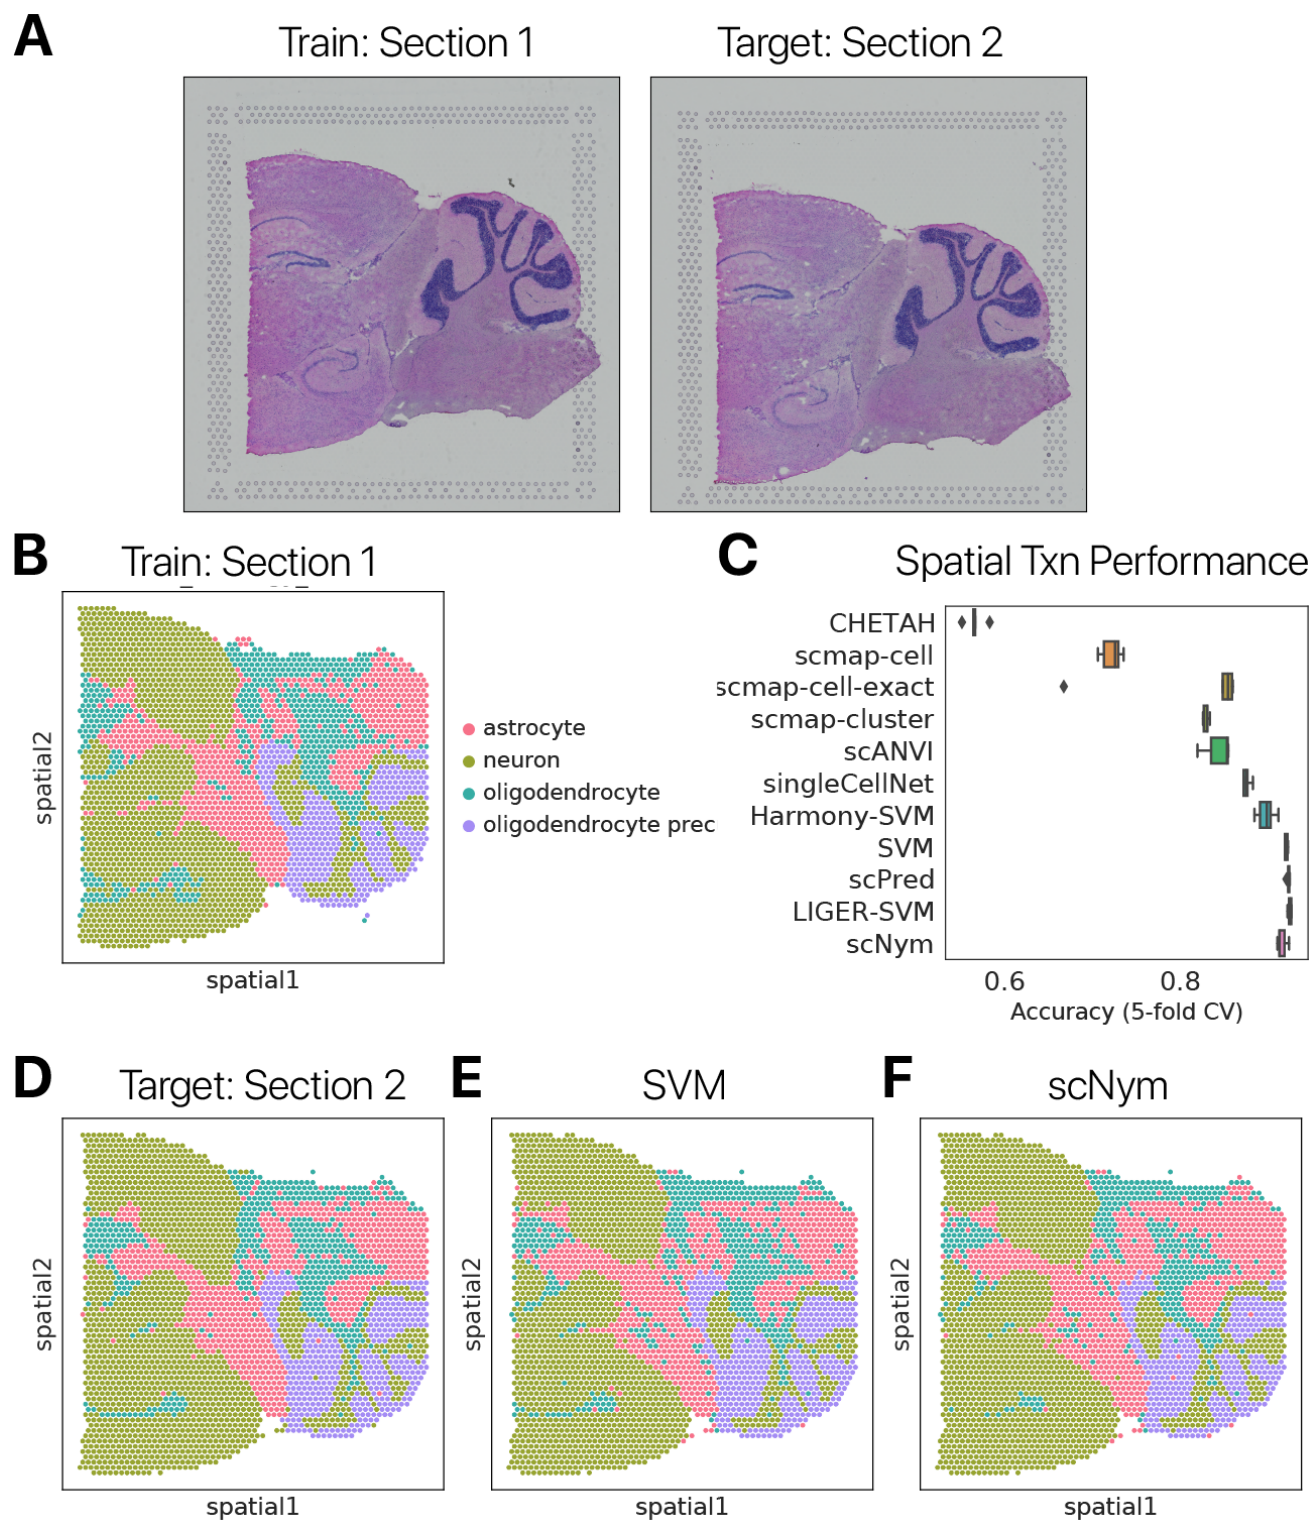 A
Train: Section 1
Target: Section 2
B
Train: Section 1
spatial2
spatial1
astrocyte
neuron
oligodendrocyte
oligodendrocyte prec
C
Spatial Txn Performance
CHETAH
scmap-cell
scmap-cell-exact
scmap-cluster
scANVI
singleCellNet
Harmony-SVM
SVM
scPred
LIGER-SVM
scNym
0.6 0.8
Accuracy (5-fold CV)
D
Target: Section 2
spatial2
spatial1
E
SVM
spatial2
spatial1
F
scNym
spatial2
spatial1